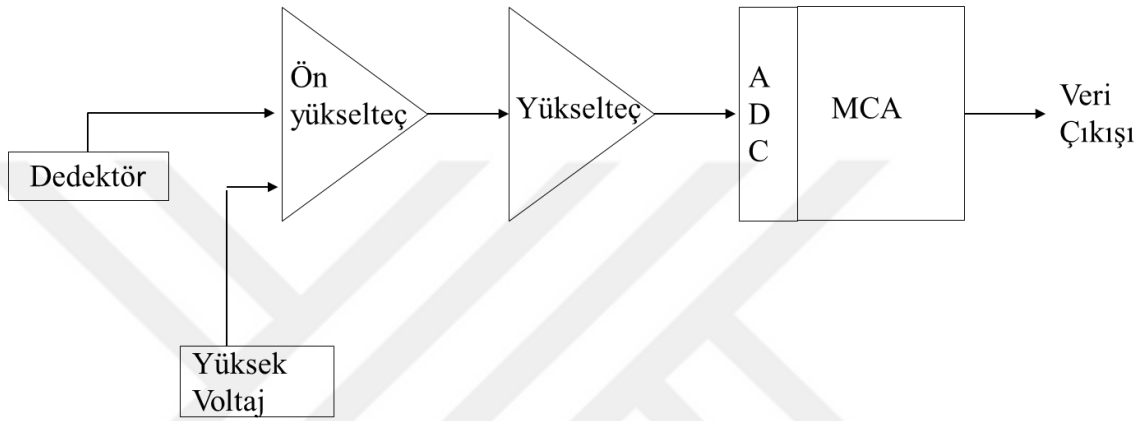 Dedektör
Yüksek
Voltaj
Ön
yükselteç
Yükselteç
A
D
C
MCA
Veri
Çıkışı